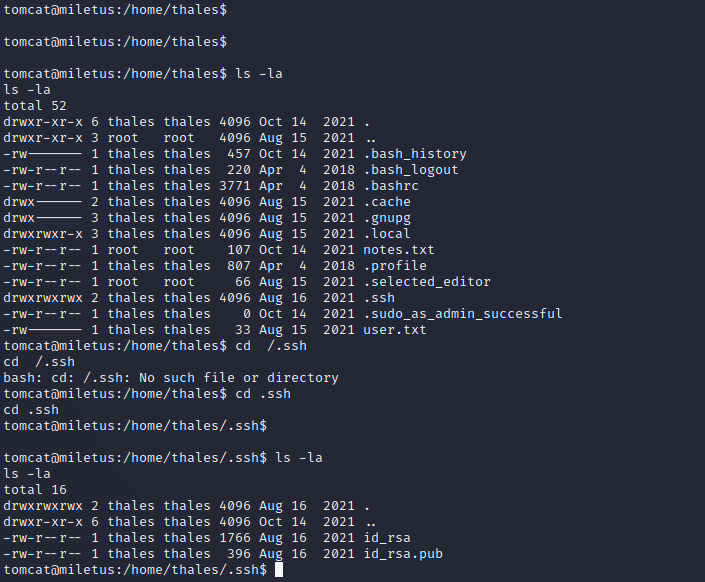 tomcat@miletus:/home/thales$
tomcat@miletus:/home/thales$
tomcat@miletus:/home/thales$ ls -la
ls -la
total 52
drwxr-xr-x 6 thales thales 4096 Oct 14  2021 .
drwxr-xr-x 3 root   root   4096 Aug 15  2021 ..
-rw------- 1 thales thales  457 Oct 14  2021 .bash_history
-rw-r--r-- 1 thales thales  220 Apr  4  2018 .bash_logout
-rw-r--r-- 1 thales thales 3771 Apr  4  2018 .bashrc
drwx------ 2 thales thales 4096 Aug 15  2021 .cache
drwx------ 3 thales thales 4096 Aug 15  2021 .gnupg
drwxrwxr-x 3 thales thales 4096 Aug 15  2021 .local
-rw-r--r-- 1 root   root    107 Oct 14  2021 notes.txt
-rw-r--r-- 1 thales thales  807 Apr  4  2018 .profile
-rw-r--r-- 1 root   root     66 Aug 15  2021 .selected_editor
drwxrwxrwx 2 thales thales 4096 Aug 16  2021 .ssh
-rw-r--r-- 1 thales thales    0 Oct 14  2021 .sudo_as_admin_successful
-rw------- 1 thales thales   33 Aug 15  2021 user.txt
tomcat@miletus:/home/thales$ cd  /.ssh
cd  /.ssh
bash: cd: /.ssh: No such file or directory
tomcat@miletus:/home/thales$ cd .ssh
cd .ssh
tomcat@miletus:/home/thales/.ssh$
tomcat@miletus:/home/thales/.ssh$ ls -la
ls -la
total 16
drwxrwxrwx 2 thales thales 4096 Aug 16  2021 .
drwxr-xr-x 6 thales thales 4096 Oct 14  2021 ..
-rw-r--r-- 1 thales thales 1766 Aug 16  2021 id_rsa
-rw-r--r-- 1 thales thales  396 Aug 16  2021 id_rsa.pub
tomcat@miletus:/home/thales/.ssh$